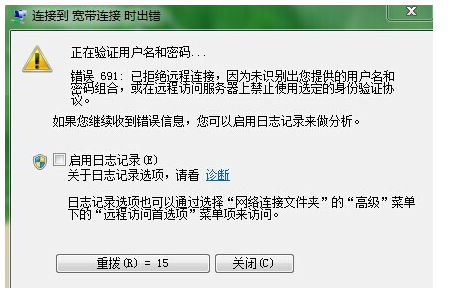 连接到 宽带连接 时出错
正在验证用户名和密码...
错误 691: 已拒绝远程连接，因为未识别出您提供的用户名和
密码组合，或在远程访问服务器上禁止使用选定的身份验证协
议。
如果您继续收到错误信息，您可以启用日志记录来做分析。
启用日志记录(E)
关于日志记录选项，请看 诊断
日志记录选项也可以通过选择“网络连接文件夹”的“高级”菜单
下的“远程访问首选项”菜单项来访问。
重拨(R) = 15 关闭(C)